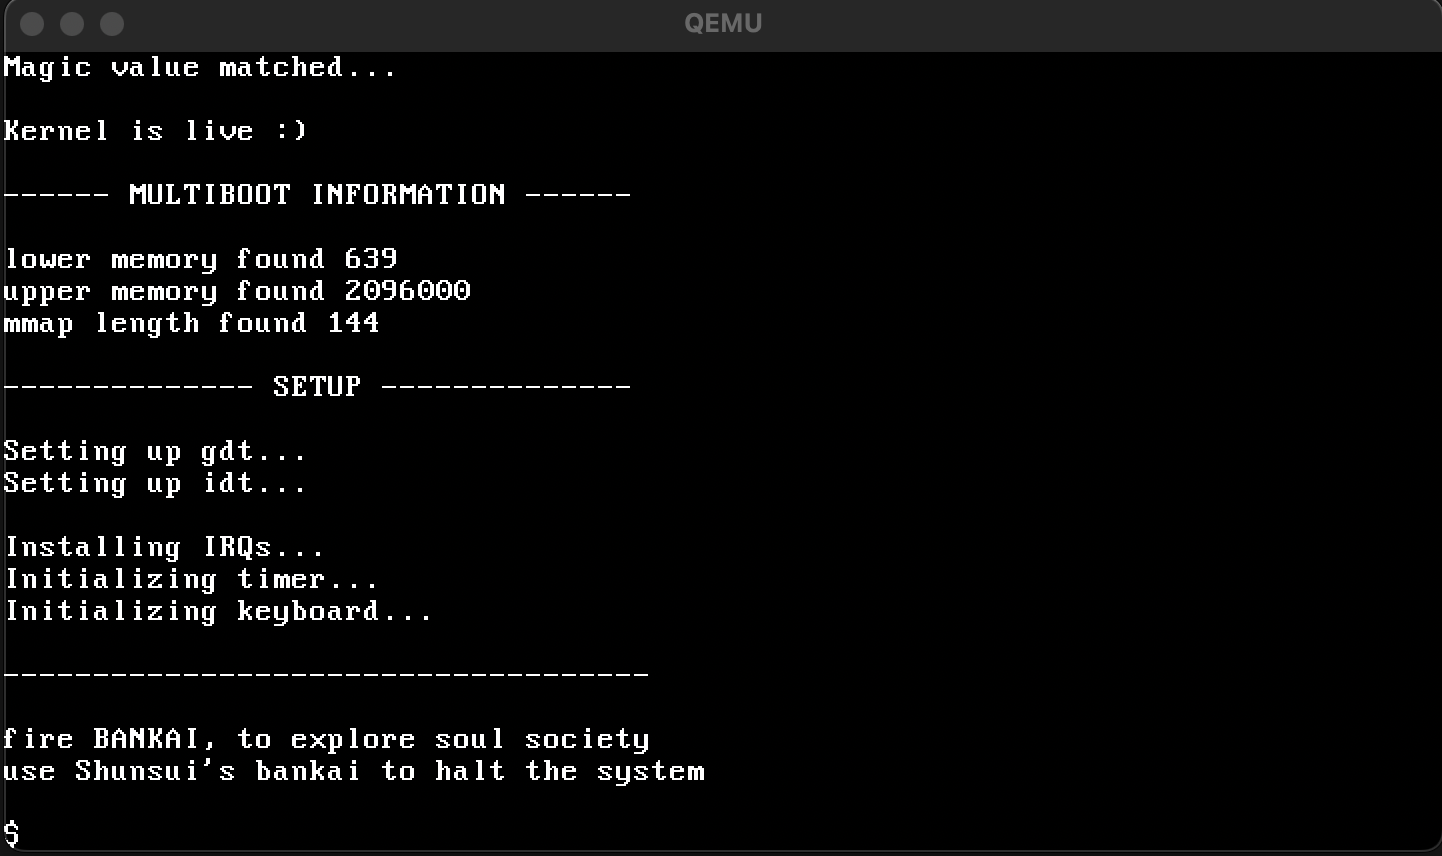 QEMU
Magic value matched...
Kernel is live :)
------ MULTIBOOT INFORMATION ------
lower memory found 639
upper memory found 2096000
mmap length found 144
-------------- SETUP --------------
Setting up gdt...
Setting up idt...
Installing IRQs...
Initializing timer...
Initializing keyboard...
------------------------------------
fire BANKAI, to explore soul society
use Shunsui's bankai to halt the system
$